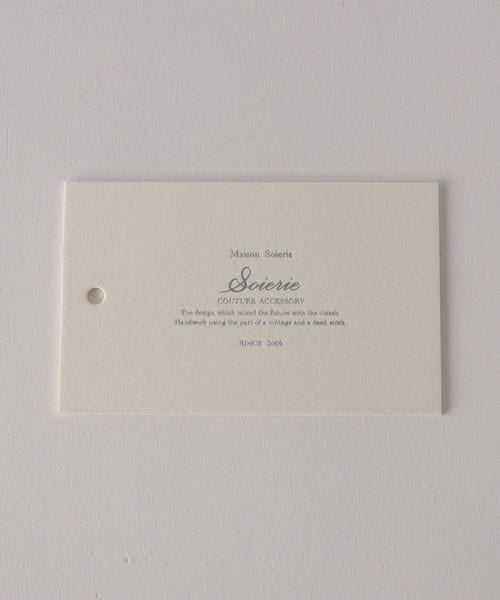 Maison Soierie
Soierie
COUTURE ACCESSORY
The design which mixed the future with the classic.
Handwork using the part of a vintage and a dead stock.
SINCE 2009